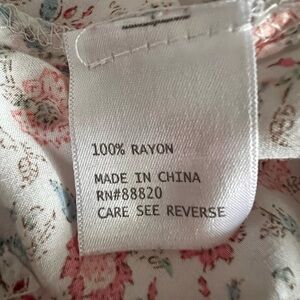 100% RAYON
MADE IN CHINA
RN#88820
CARE SEE REVERSE